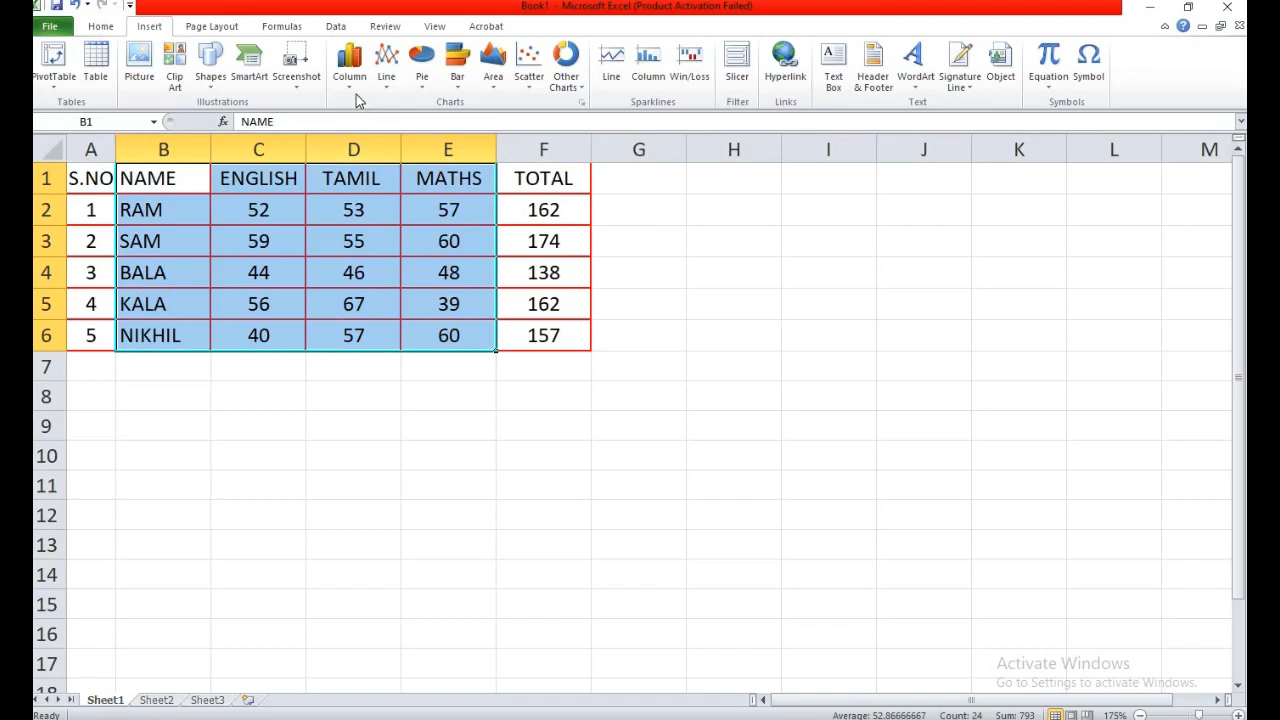 Book1 - Microsoft Excel (Product Activation Failed)
File Home Insert Page Layout Formulas Data Review View Acrobat
PivotTable Table Picture Clip Art Shapes SmartArt Screenshot Column Line Pie Bar Area Scatter Other Charts Line Column Win/Loss Slicer Hyperlink Text Box Header & Footer WordArt Signature Line Object Equation Symbol
Tables Illustrations Charts Sparklines Filter Links Text Symbols
B1 fx NAME
A B C D E F G H I J K L M
1 S.NO NAME ENGLISH TAMIL MATHS TOTAL
2 1 RAM 52 53 57 162
3 2 SAM 59 55 60 174
4 3 BALA 44 46 48 138
5 4 KALA 56 67 39 162
6 5 NIKHIL 40 57 60 157
7
8
9
10
11
12
13
14
15
16
17
18
Activate Windows
Go to Settings to activate Windows.
Sheet1 Sheet2 Sheet3
Ready Average: 52.86666667 Count: 24 Sum: 793 175%